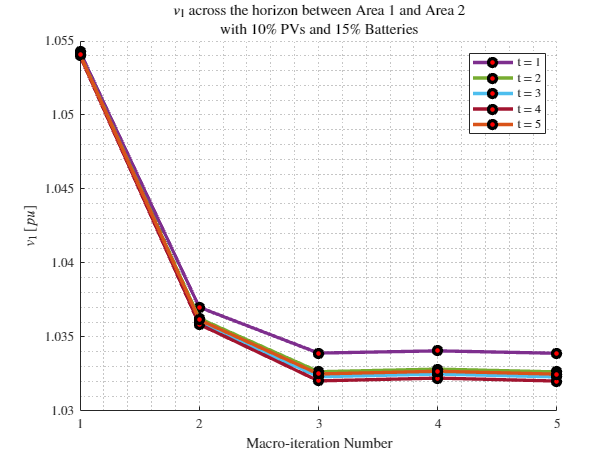 v₁ across the horizon between Area 1 and Area 2
with 10% PVs and 15% Batteries
1.055
1.05
1.045
1.04
1.035
1.03
v₁ [pu]
t = 1
t = 2
t = 3
t = 4
t = 5
1 2 3 4 5
Macro-iteration Number